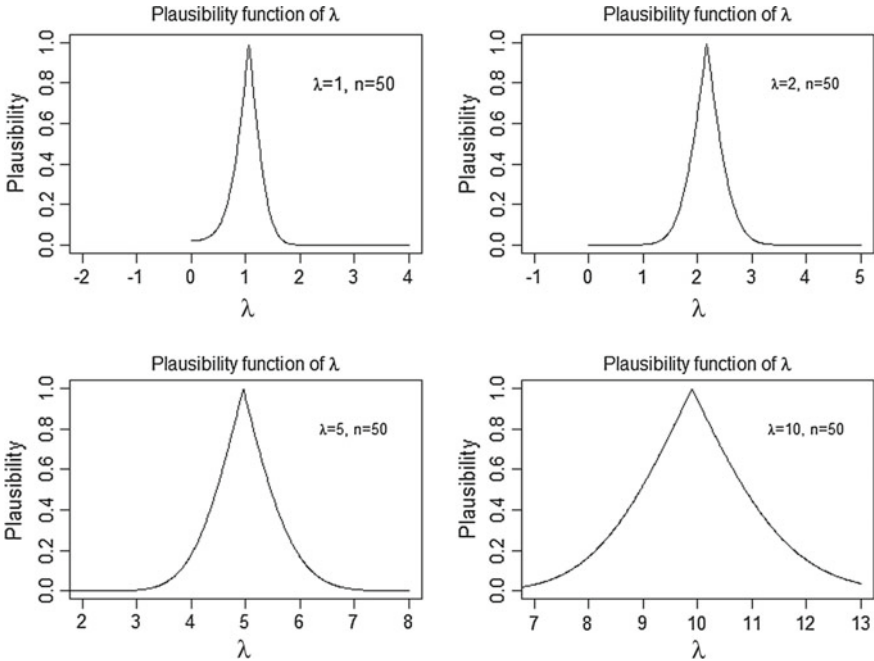 Plausibility function of λ
Plausibility
0.0 0.2 0.4 0.6 0.8 1.0
λ=1, n=50
-2 -1 0 1 2 3 4
λ
Plausibility function of λ
Plausibility
0.0 0.2 0.4 0.6 0.8 1.0
λ=2, n=50
-1 0 1 2 3 4 5
λ
Plausibility function of λ
Plausibility
0.0 0.2 0.4 0.6 0.8 1.0
λ=5, n=50
2 3 4 5 6 7 8
λ
Plausibility function of λ
Plausibility
0.0 0.2 0.4 0.6 0.8 1.0
λ=10, n=50
7 8 9 10 11 12 13
λ